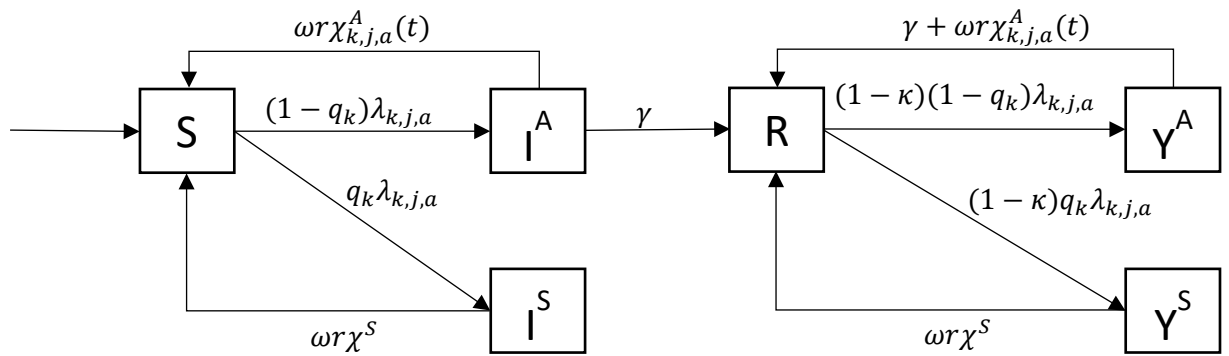 ωrχ^A_{k,j,a}(t)
γ + ωrχ^A_{k,j,a}(t)
S
(1 − q_k)λ_{k,j,a}
I^A
γ
R
(1 − κ)(1 − q_k)λ_{k,j,a}
Y^A
q_kλ_{k,j,a}
(1 − κ)q_kλ_{k,j,a}
I^S
Y^S
ωrχ^S
ωrχ^S